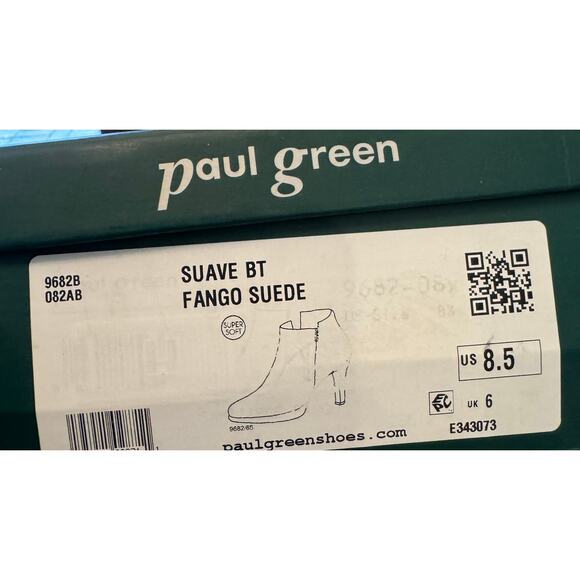 paul green
9682B
082AB
SUAVE BT
FANGO SUEDE
SUPER
SOFT
US 8.5
UK 6
E343073
9682/65
paulgreenshoes.com